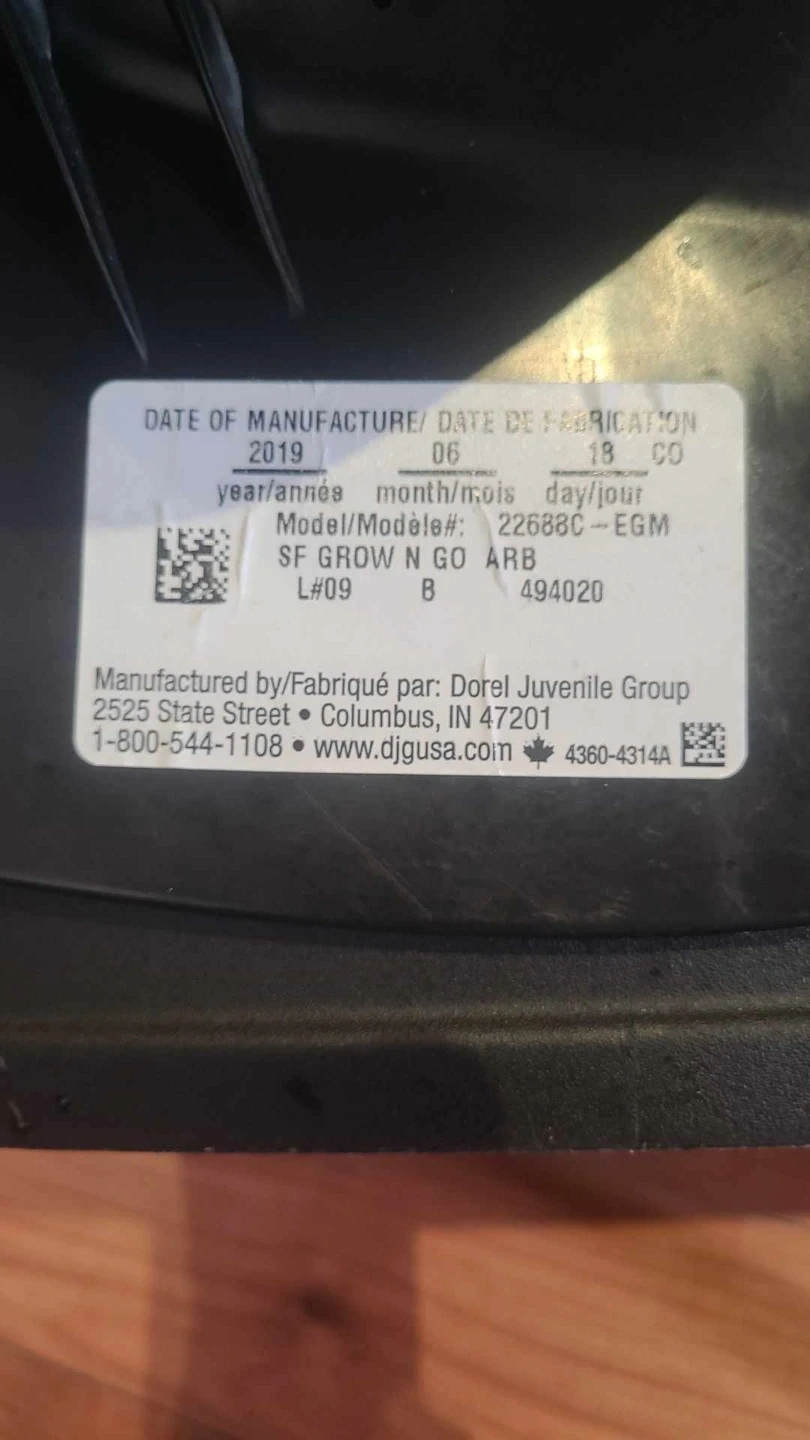 DATE OF MANUFACTURE/ DATE DE FABRICATION
2019 06 18 CO
year/année month/mois day/jour
Model/Modèle#: 22688C-EGM
SF GROW N GO ARB
L#09 B 494020
Manufactured by/Fabriqué par: Dorel Juvenile Group
2525 State Street • Columbus, IN 47201
1-800-544-1108 • www.djgusa.com 4360-4314A